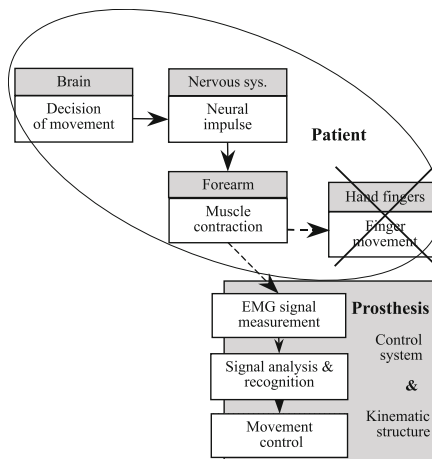 Brain
Decision
of movement
Nervous sys.
Neural
impulse
Patient
Forearm
Muscle
contraction
Hand fingers
Finger
movement
EMG signal
measurement
Prosthesis
Control
system
&
Kinematic
structure
Signal analysis &
recognition
Movement
control